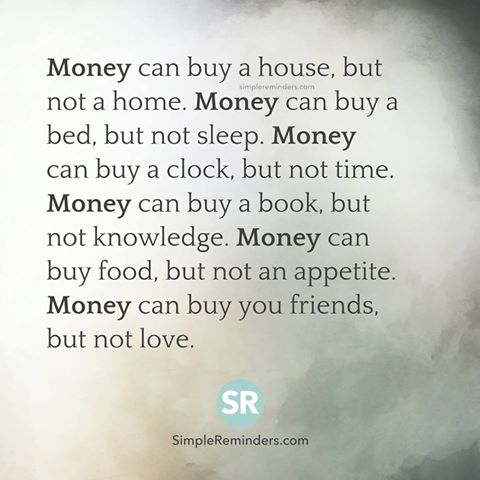 Money can buy a house, but
simplereminders.com
not a home. Money can buy a
bed, but not sleep. Money
can buy a clock, but not time.
Money can buy a book, but
not knowledge. Money can
buy food, but not an appetite.
Money can buy you friends,
but not love.
SR
SimpleReminders.com